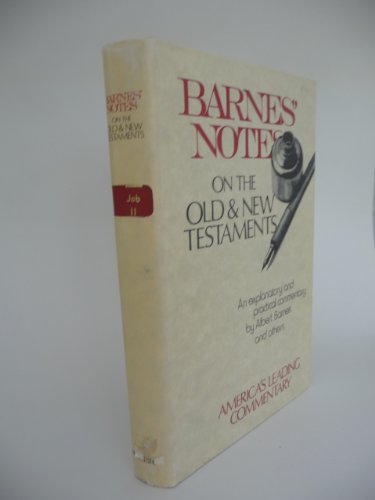 BARNES'
NOTES
ON THE
OLD & NEW
TESTAMENTS
Job
II
BARNES'
NOTES
ON THE
OLD & NEW
TESTAMENTS
An explanatory and
practical commentary
by Albert Barnes
and others
AMERICA'S LEADING
COMMENTARY